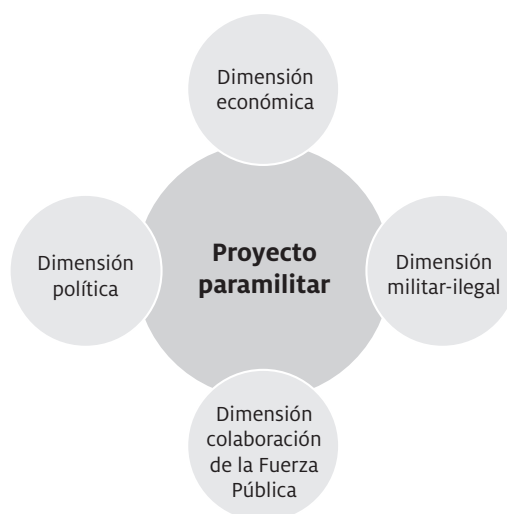 Dimensión
económica
Dimensión
política
Proyecto
paramilitar
Dimensión
militar-ilegal
Dimensión
colaboración
de la Fuerza
Pública